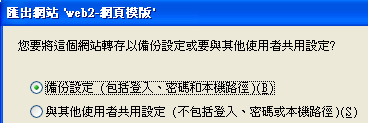 匯出網站 'web2-網頁模版'
您要將這個網站轉存以備份設定或要與其他使用者共用設定?
備份設定 (包括登入、密碼和本機路徑)(B)
與其他使用者共用設定 (不包括登入、密碼或本機路徑)(S)